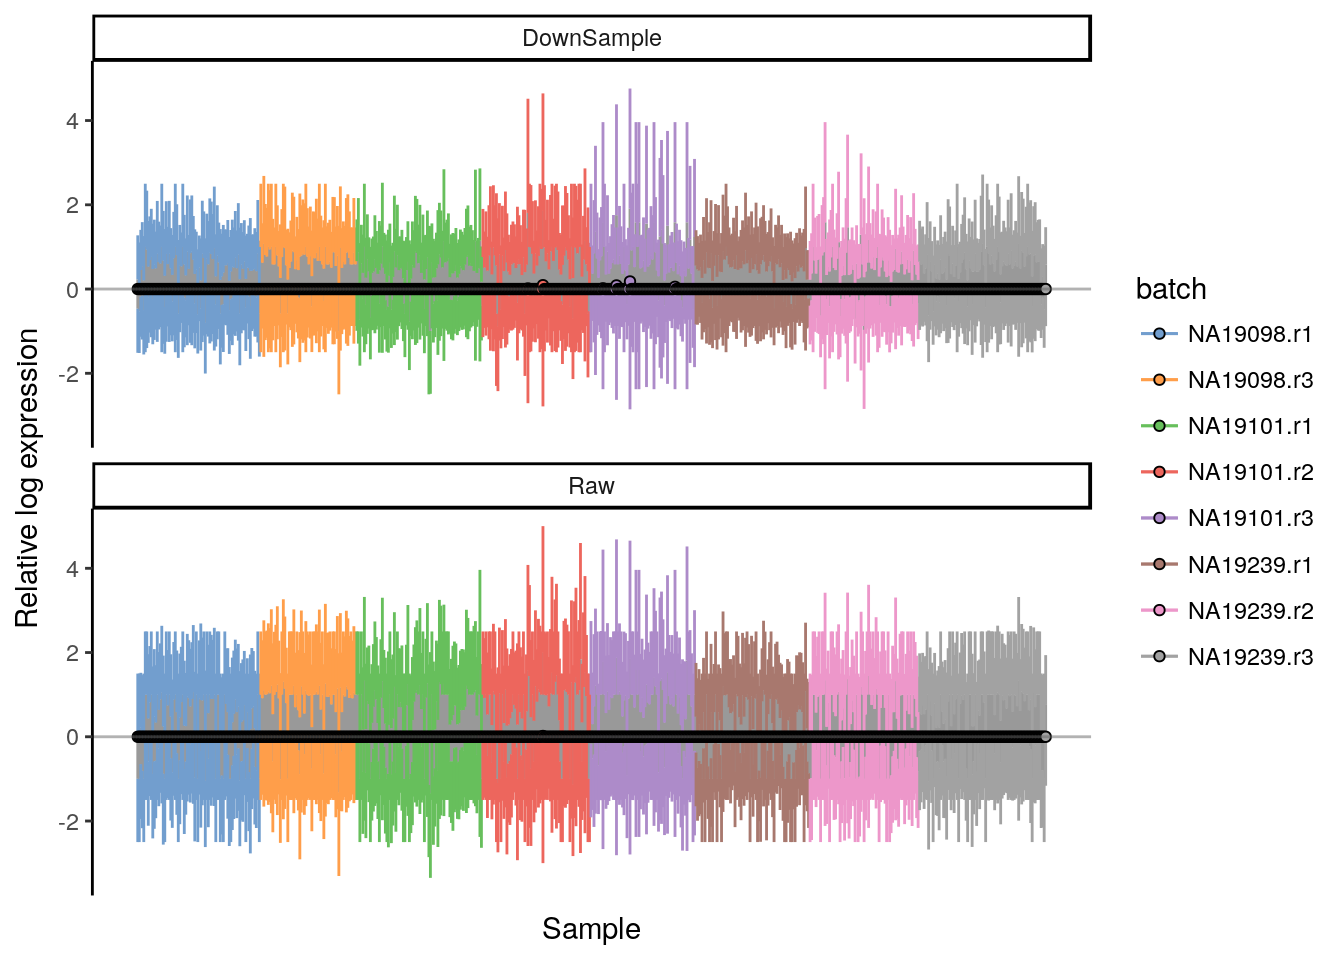 DownSample
4
2
0
-2
Raw
4
2
0
-2
Relative log expression
Sample
batch
NA19098.r1
NA19098.r3
NA19101.r1
NA19101.r2
NA19101.r3
NA19239.r1
NA19239.r2
NA19239.r3